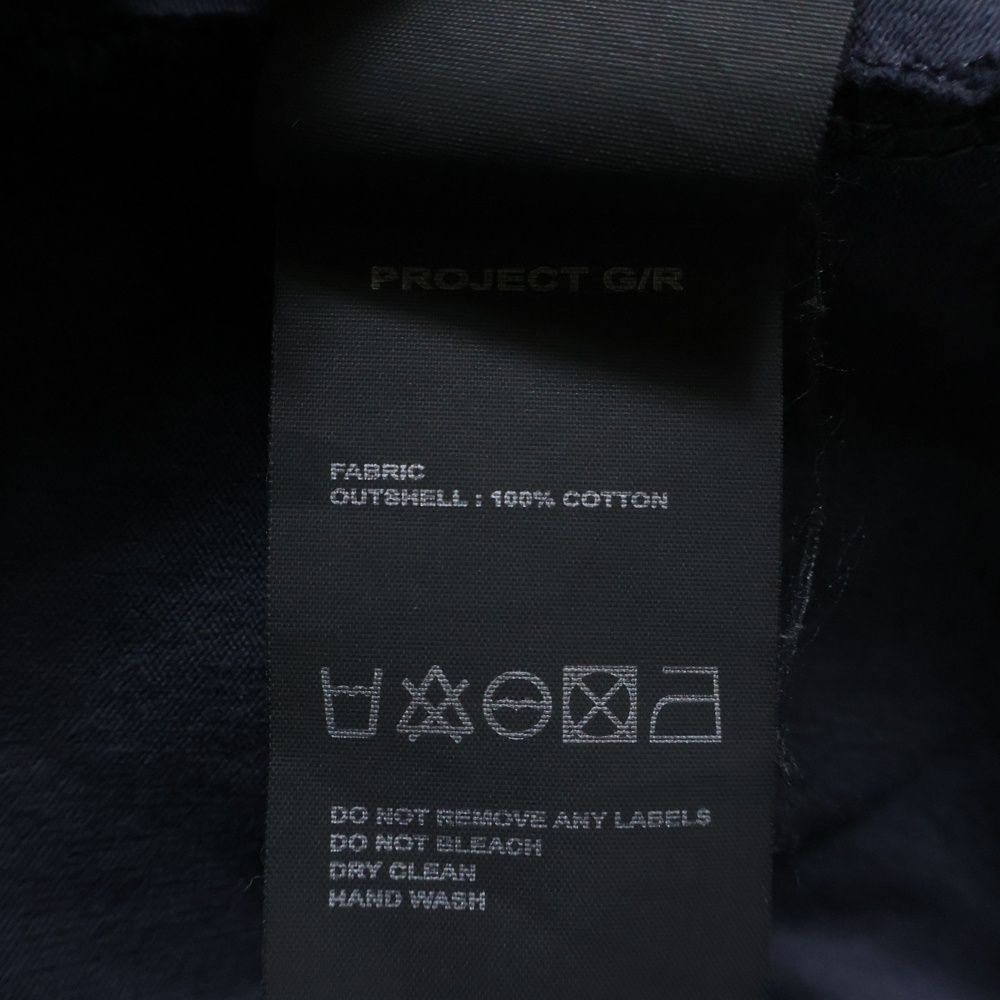 PROJECT G/R
FABRIC
OUTSHELL : 100% COTTON
DO NOT REMOVE ANY LABELS
DO NOT BLEACH
DRY CLEAN
HAND WASH